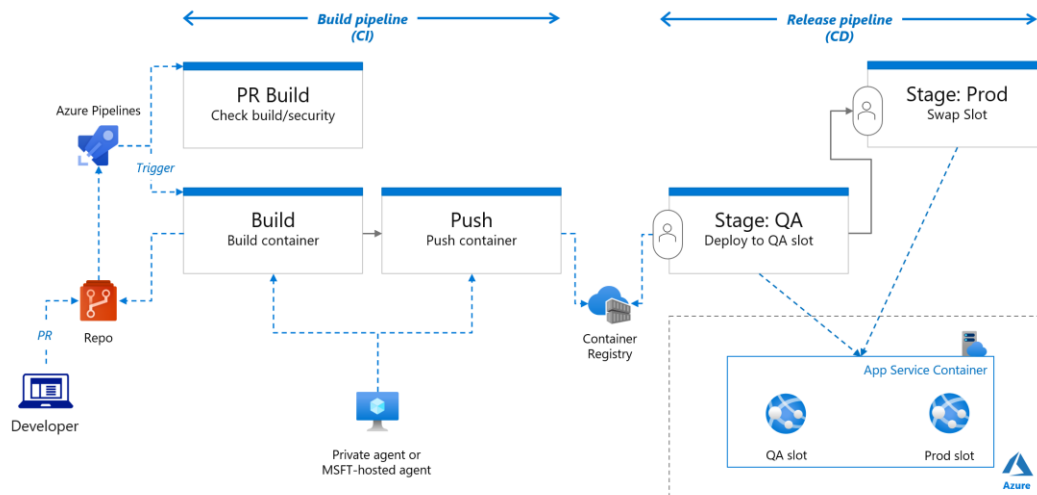 Build pipeline
(CI)
Release pipeline
(CD)
PR Build
Check build/security
Stage: Prod
Swap Slot
Azure Pipelines
Trigger
Build
Build container
Push
Push container
Stage: QA
Deploy to QA slot
PR
Repo
Container
Registry
Developer
Private agent or
MSFT-hosted agent
App Service Container
QA slot
Prod slot
Azure